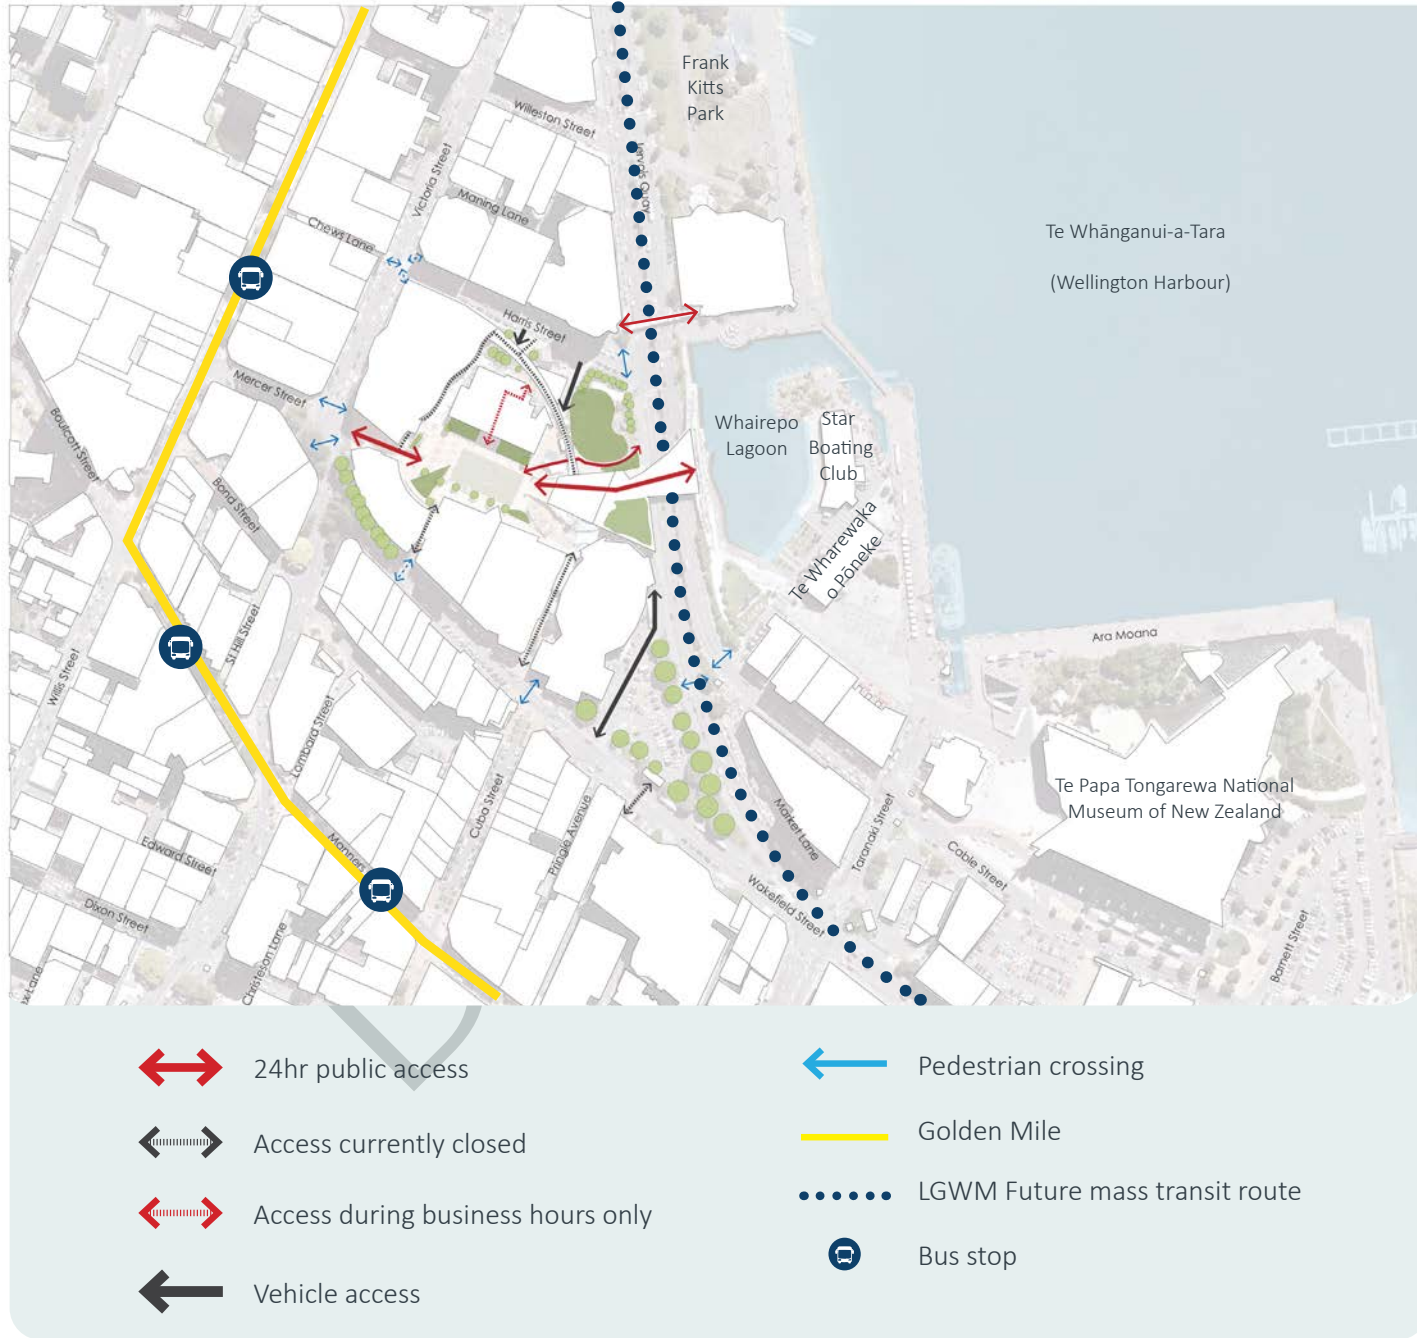 Frank
Kitts
Park
Willeston Street
Jervois Quay
Victoria Street
Maning Lane
Chews Lane
Te Whānganui-a-Tara
(Wellington Harbour)
Harris Street
Mercer Street
Boulcott Street
Whairepo
Lagoon
Star
Boating
Club
Bond Street
Te Wharewaka
o Pōneke
St Hill Street
Willis Street
Ara Moana
Lombard Street
Cuba Street
Pringle Avenue
Market Lane
Taranaki Street
Te Papa Tongarewa National
Museum of New Zealand
Edward Street
Manners
Cable Street
Dixon Street
Wakefield Street
Christeson Lane
Barnett Street
Lane
24hr public access
Access currently closed
Access during business hours only
Vehicle access
Pedestrian crossing
Golden Mile
LGWM Future mass transit route
Bus stop